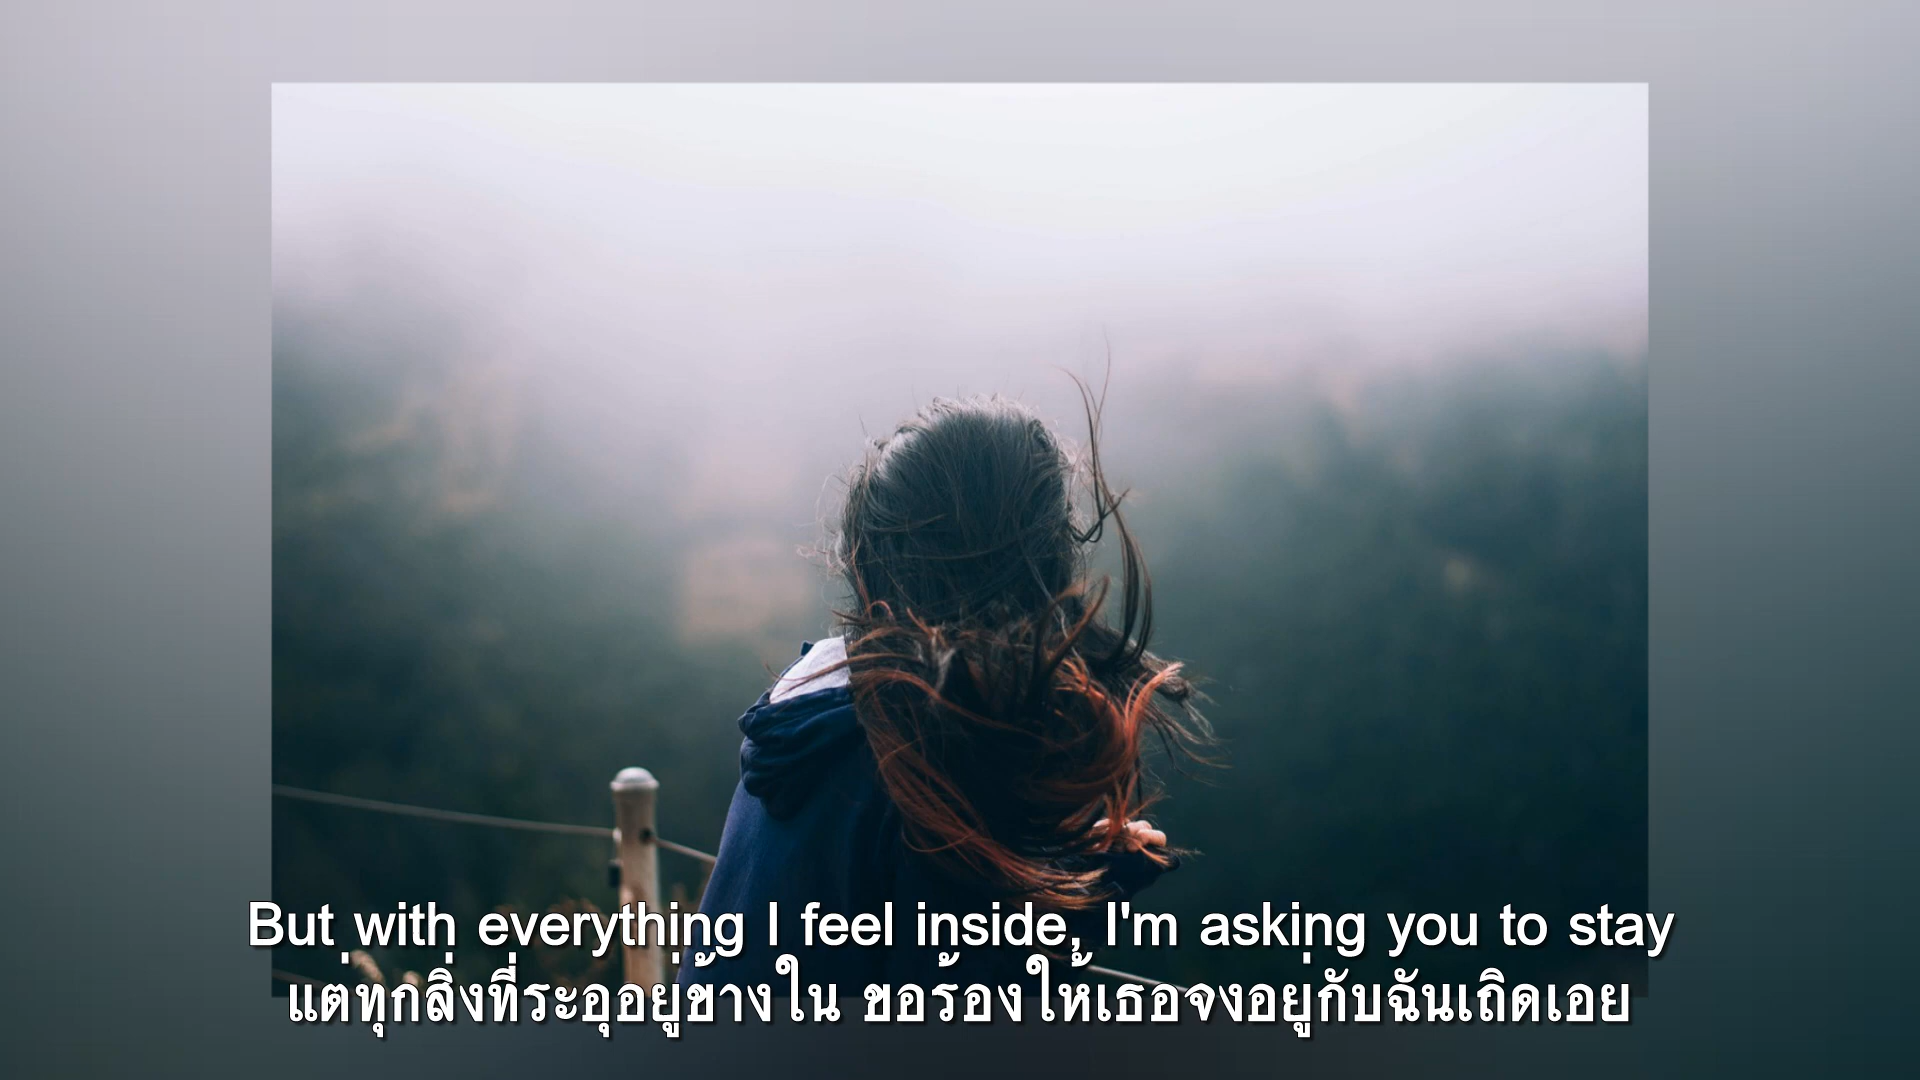 But with everything I feel inside, I'm asking you to stay
แต่ทุกสิ่งที่ระอุอยู่ข้างใน ขอร้องให้เธอจงอยู่กับฉันเถิดเอย